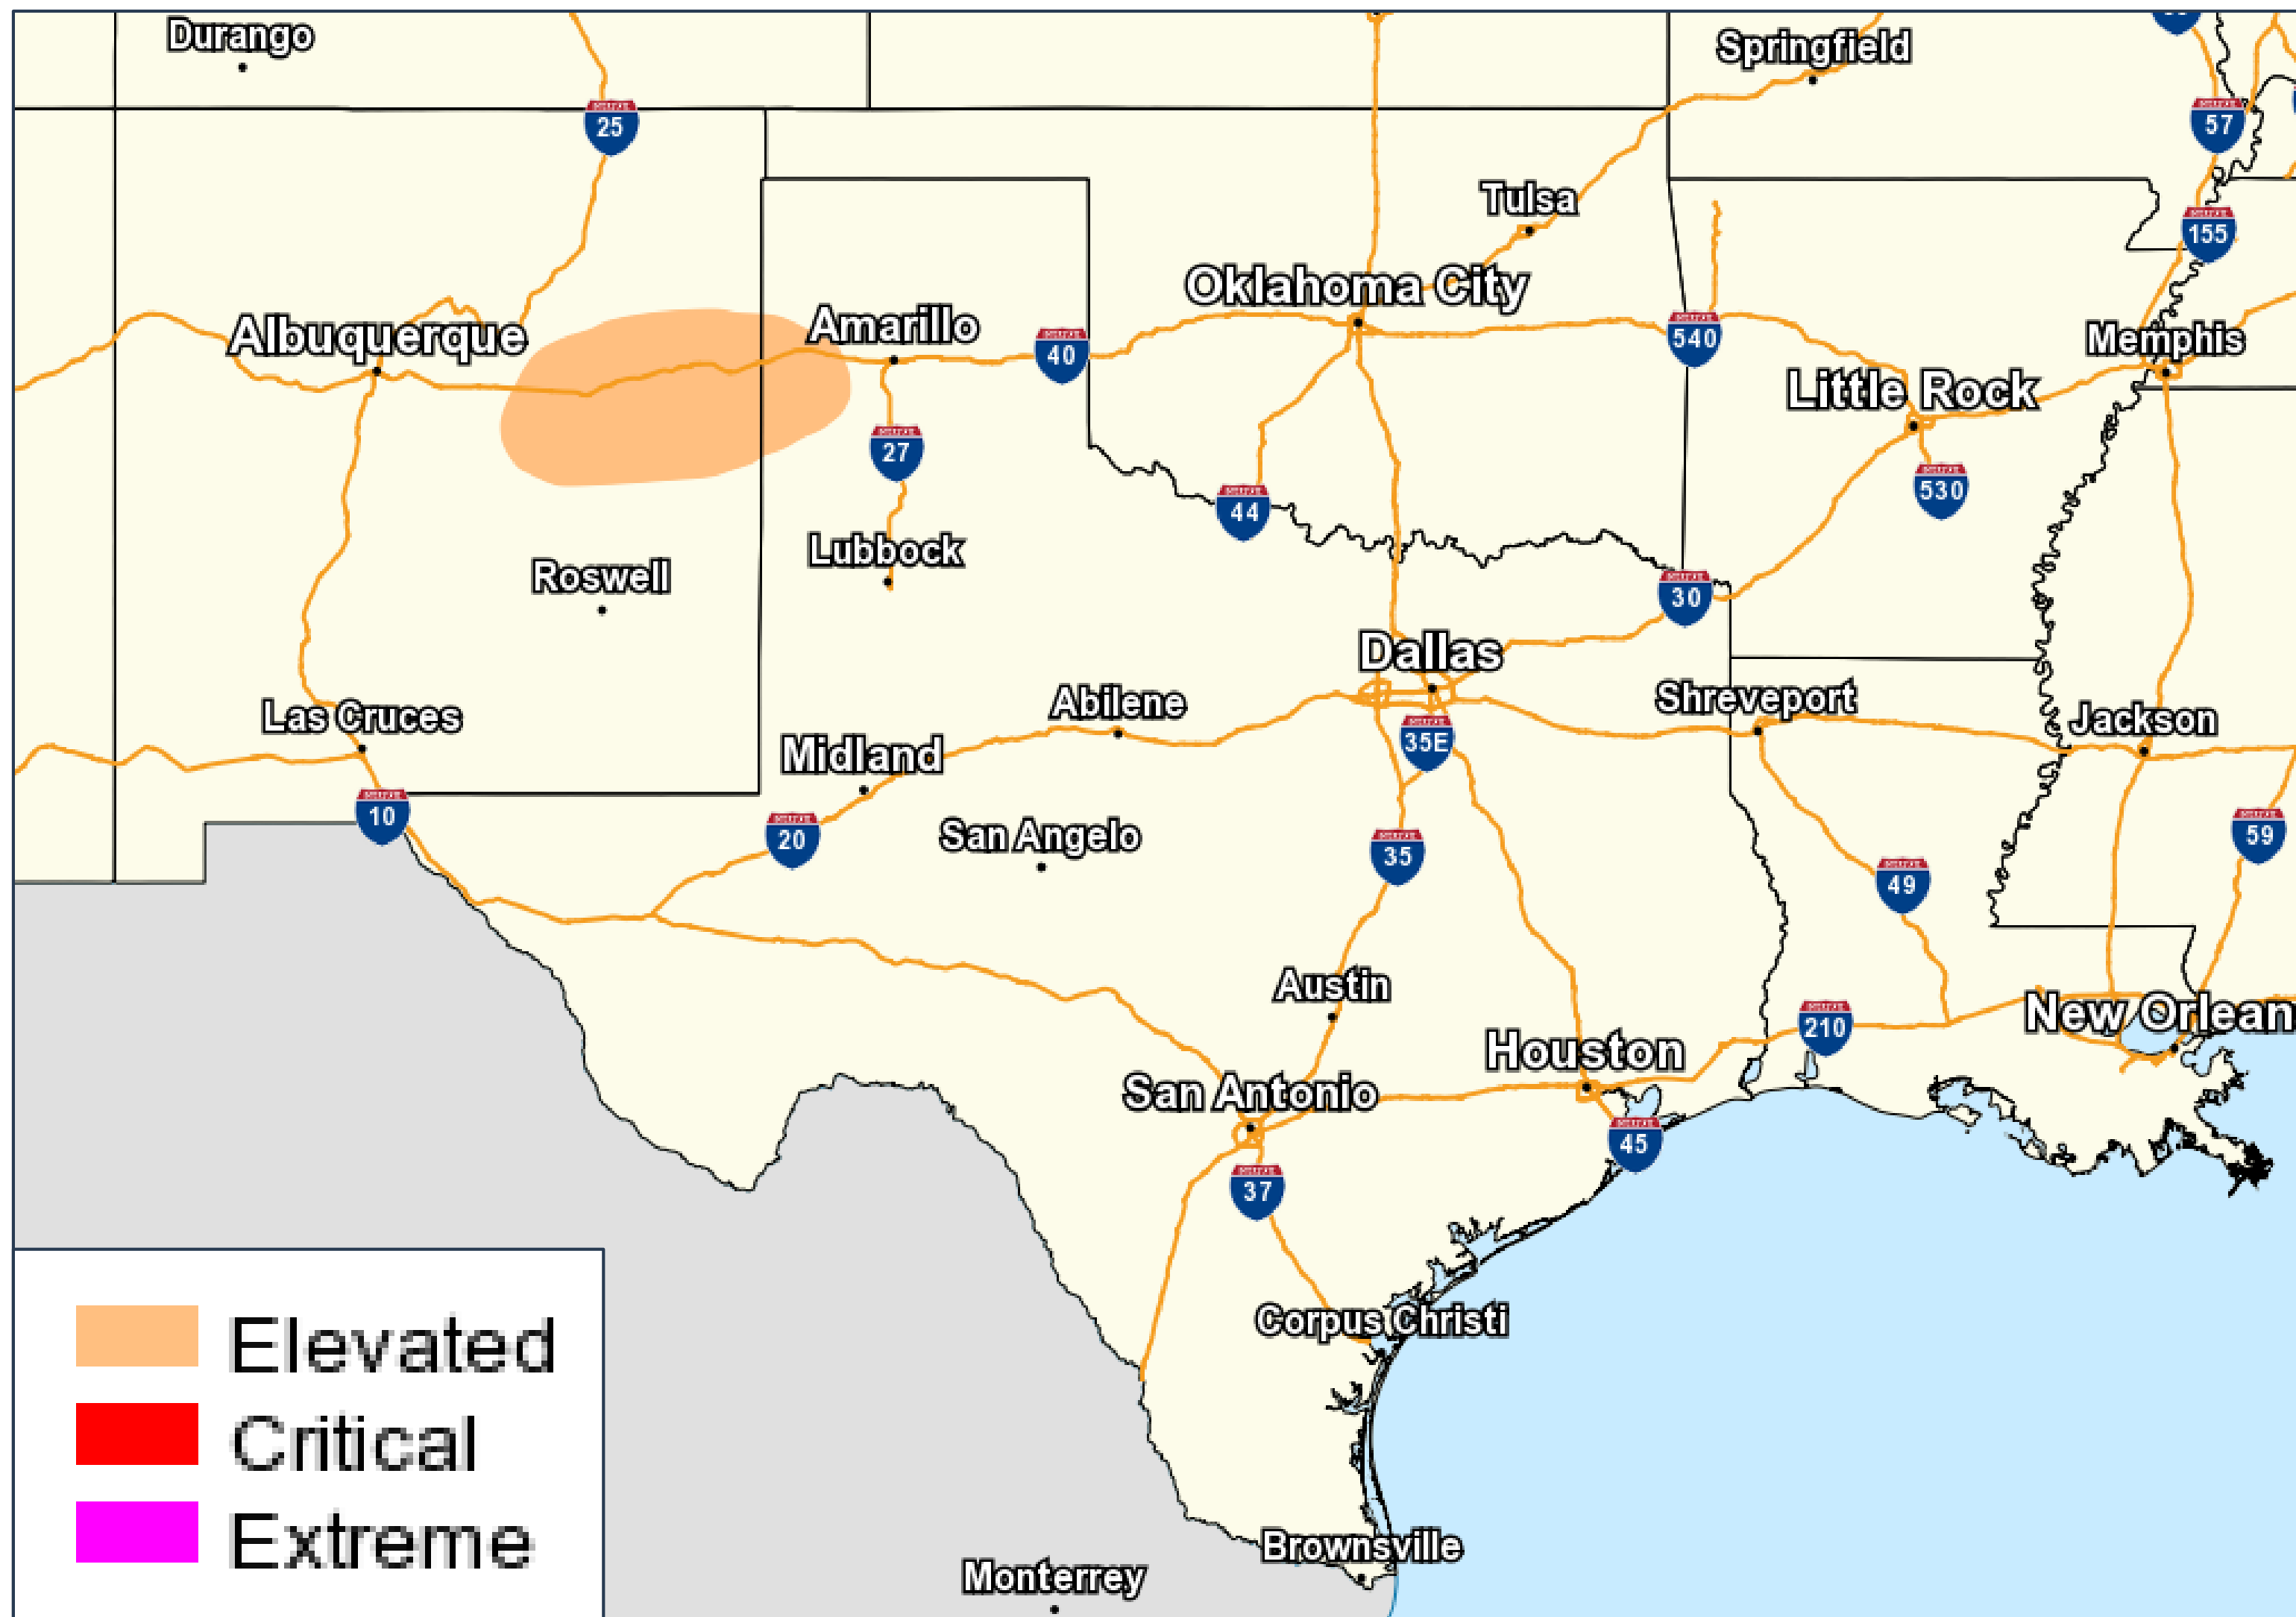 Durango
Springfield
25
57
Tulsa
155
Oklahoma City
Albuquerque
Amarillo
40
540
Memphis
Little Rock
27
44
530
Lubbock
Roswell
30
Dallas
Las Cruces
Abilene
Shreveport
Jackson
Midland
35E
10
20
San Angelo
35
59
49
Austin
New Orlean
210
Houston
San Antonio
45
37
Corpus Christi
Elevated
Critical
Extreme
Brownsville
Monterrey